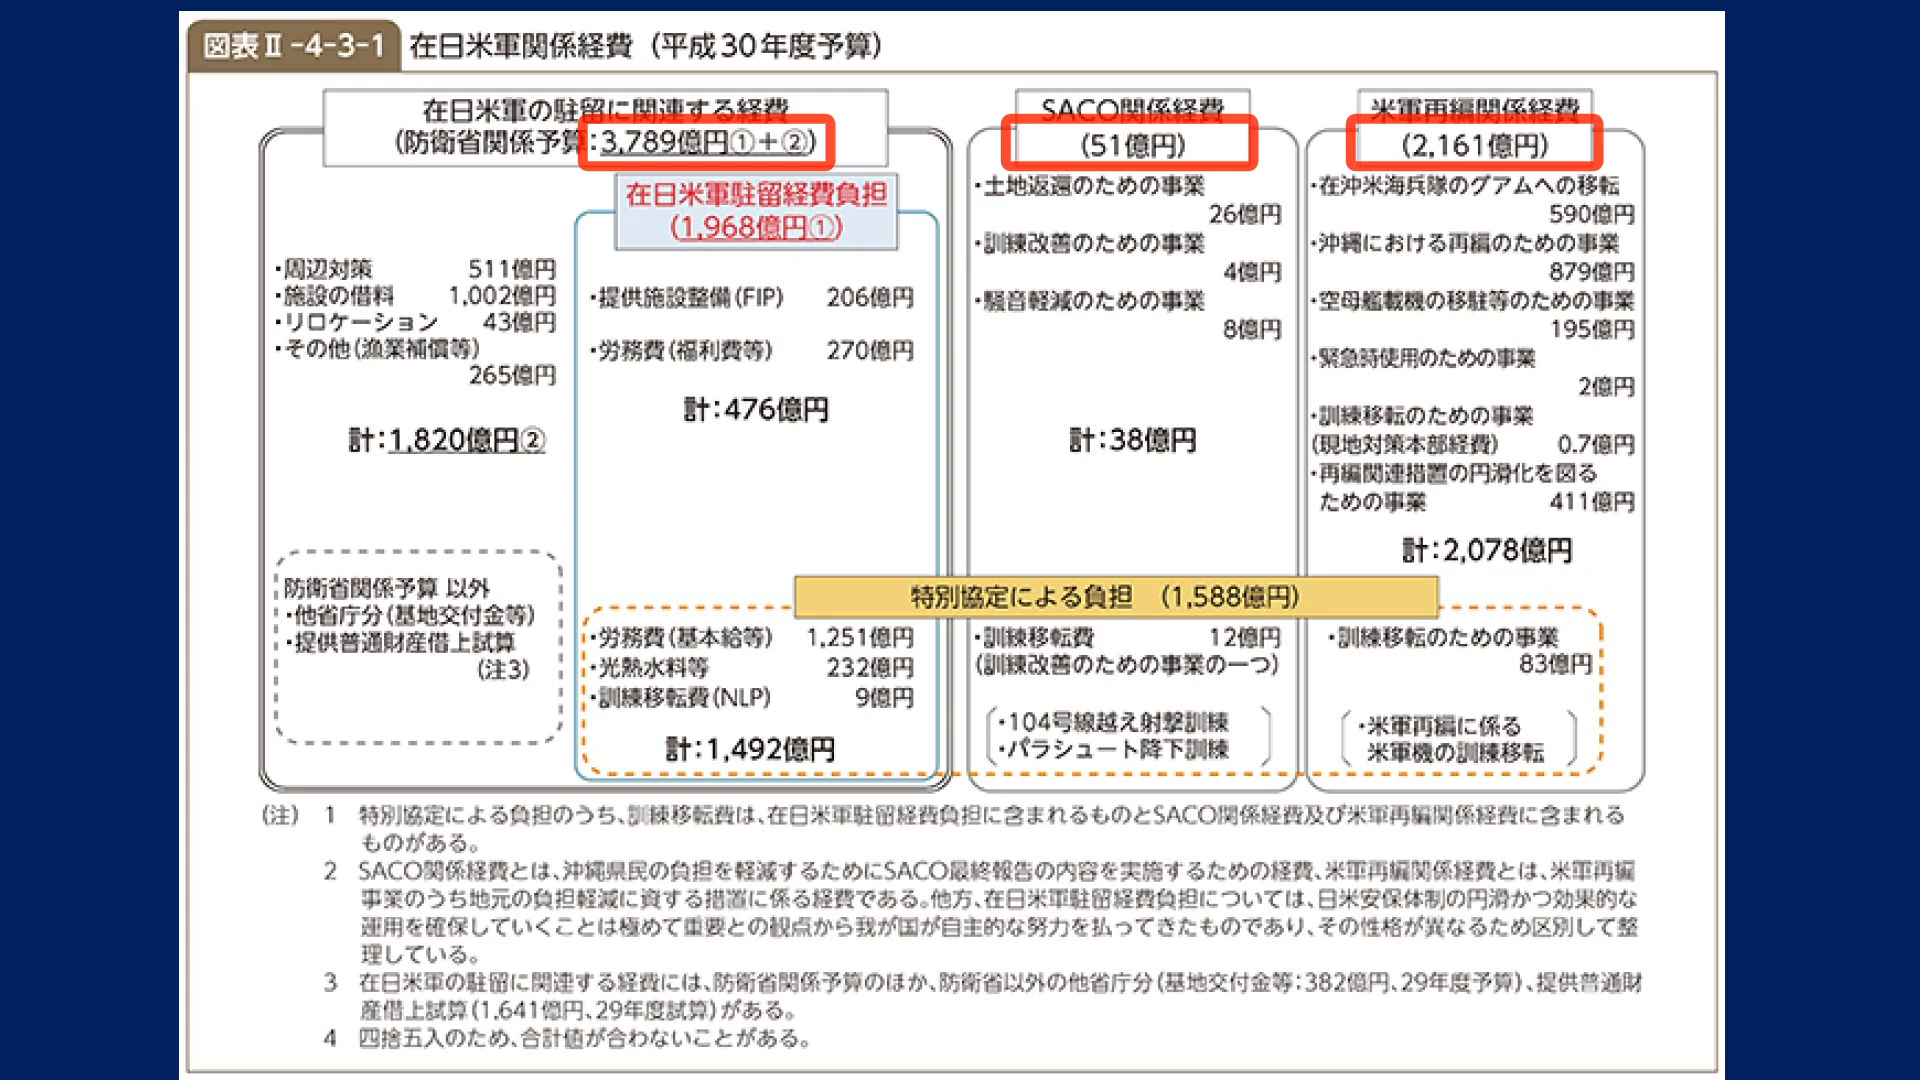 図表Ⅱ-4-3-1 在日米軍関係経費（平成30年度予算）
在日米軍の駐留に関連する経費
（防衛省関係予算：3,789億円①＋②）
在日米軍駐留経費負担
（1,968億円①）
・周辺対策 511億円
・施設の借料 1,002億円
・リロケーション 43億円
・その他（漁業補償等）
265億円
計：1,820億円②
・提供施設整備（FIP） 206億円
・労務費（福利費等） 270億円
計：476億円
防衛省関係予算 以外
・他省庁分（基地交付金等）
・提供普通財産借上試算
（注3）
SACO関係経費
（51億円）
・土地返還のための事業
26億円
・訓練改善のための事業
4億円
・騒音軽減のための事業
8億円
計：38億円
米軍再編関係経費
（2,161億円）
・在沖米海兵隊のグアムへの移転
590億円
・沖縄における再編のための事業
879億円
・空母艦載機の移駐等のための事業
195億円
・緊急時使用のための事業
2億円
・訓練移転のための事業
（現地対策本部経費） 0.7億円
・再編関連措置の円滑化を図る
ための事業 411億円
計：2,078億円
特別協定による負担 （1,588億円）
・労務費（基本給等） 1,251億円
・光熱水料等 232億円
・訓練移転費（NLP） 9億円
計：1,492億円
・訓練移転費 12億円
（訓練改善のための事業の一つ）
・104号線越え射撃訓練
・パラシュート降下訓練
・訓練移転のための事業
83億円
・米軍再編に係る
米軍機の訓練移転
（注） 1 特別協定による負担のうち、訓練移転費は、在日米軍駐留経費負担に含まれるものとSACO関係経費及び米軍再編関係経費に含まれる
ものがある。
2 SACO関係経費とは、沖縄県民の負担を軽減するためにSACO最終報告の内容を実施するための経費、米軍再編関係経費とは、米軍再編
事業のうち地元の負担軽減に資する措置に係る経費である。他方、在日米軍駐留経費負担については、日米安保体制の円滑かつ効果的な
運用を確保していくことは極めて重要との観点から我が国が自主的な努力を払ってきたものであり、その性格が異なるため区別して整
理している。
3 在日米軍の駐留に関連する経費には、防衛省関係予算のほか、防衛省以外の他省庁分（基地交付金等：382億円、29年度予算）、提供普通財
産借上試算（1,641億円、29年度試算）がある。
4 四捨五入のため、合計値が合わないことがある。